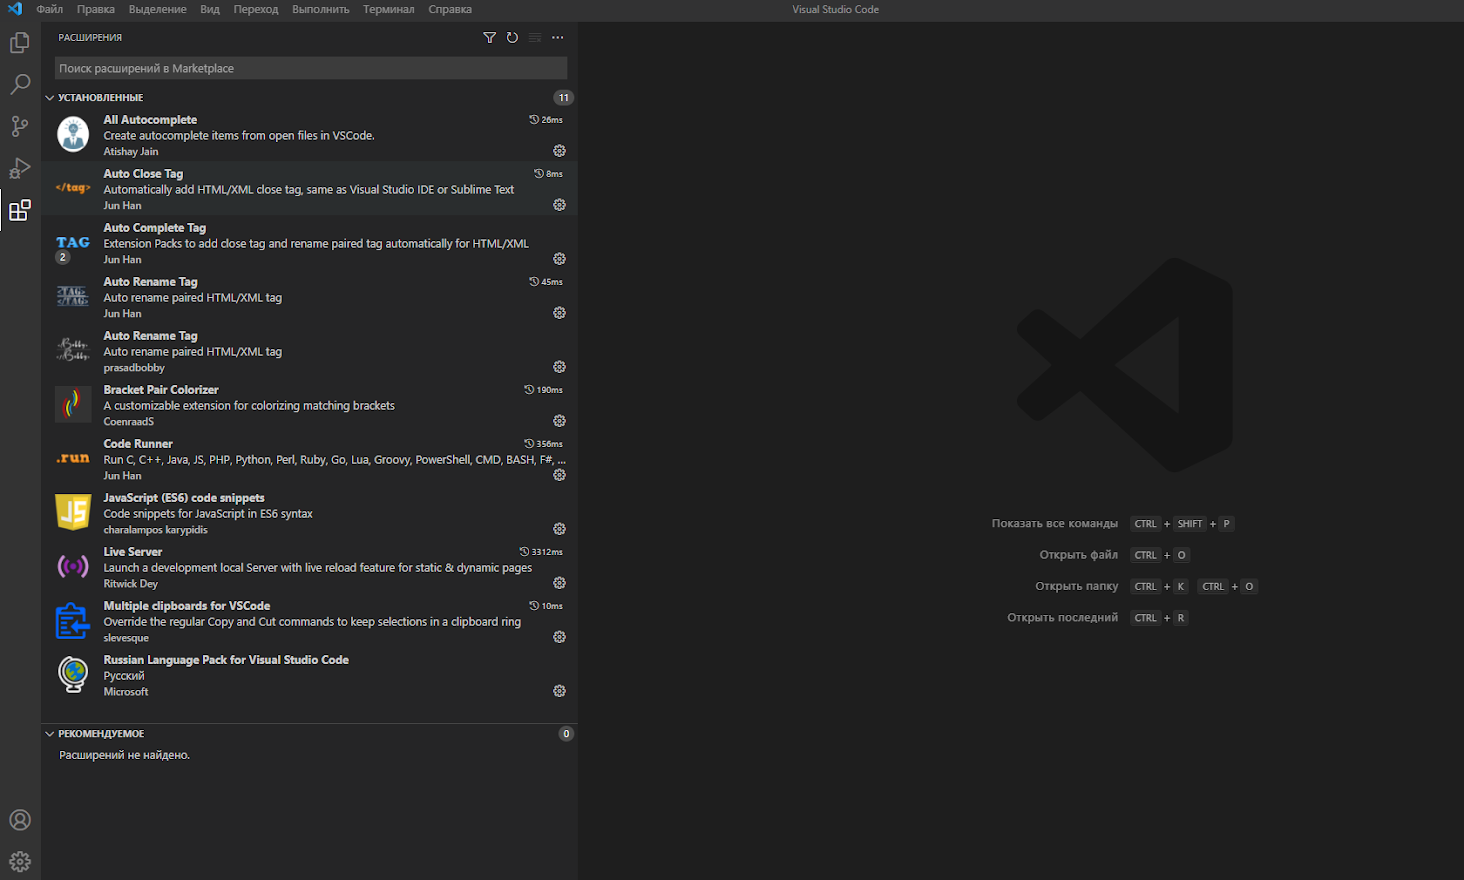 Файл Правка Выделение Вид Переход Выполнить Терминал Справка Visual Studio Code
РАСШИРЕНИЯ
Поиск расширений в Marketplace
УСТАНОВЛЕННЫЕ 11
All Autocomplete 26ms
Create autocomplete items from open files in VSCode.
Atishay Jain
</tag>
Auto Close Tag 8ms
Automatically add HTML/XML close tag, same as Visual Studio IDE or Sublime Text
Jun Han
TAG
2
Auto Complete Tag
Extension Packs to add close tag and rename paired tag automatically for HTML/XML
Jun Han
<TAG>
</TAG>
Auto Rename Tag 45ms
Auto rename paired HTML/XML tag
Jun Han
Auto Rename Tag
Auto rename paired HTML/XML tag
prasadbobby
Bracket Pair Colorizer 190ms
A customizable extension for colorizing matching brackets
CoenraadS
.run
Code Runner 356ms
Run C, C++, Java, JS, PHP, Python, Perl, Ruby, Go, Lua, Groovy, PowerShell, CMD, BASH, F#, ...
Jun Han
JS
JavaScript (ES6) code snippets
Code snippets for JavaScript in ES6 syntax
charalampos karypidis
Live Server 3312ms
Launch a development local Server with live reload feature for static & dynamic pages
Ritwick Dey
Multiple clipboards for VSCode 10ms
Override the regular Copy and Cut commands to keep selections in a clipboard ring
slevesque
Russian Language Pack for Visual Studio Code
Русский
Microsoft
РЕКОМЕНДУЕМОЕ 0
Расширений не найдено.
Показать все команды CTRL + SHIFT + P
Открыть файл CTRL + O
Открыть папку CTRL + K CTRL + O
Открыть последний CTRL + R